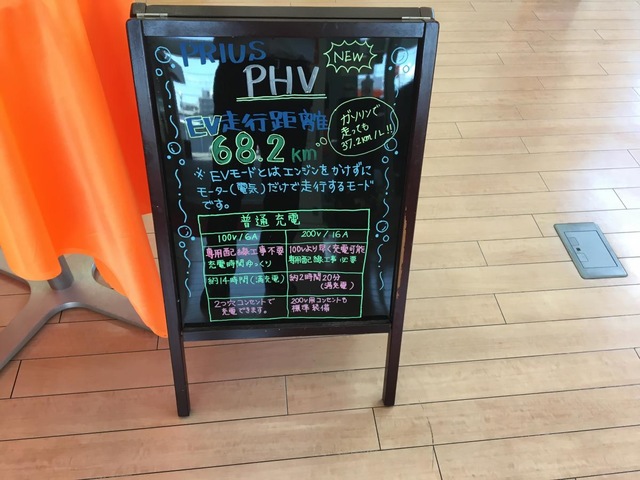 PRIUS
NEW
PHV
EV走行距離
68.2km
ガソリンで
走っても
37.2km/L!!
※EVモードとはエンジンをかけずに
モーター(電気)だけで走行するモード
です。
普通充電
100v/6A
200v/16A
専用配線工事不要
充電時間ゆっくり
100vより早く充電可能
専用配線工事必要
約14時間(満充電)
約2時間20分
(満充電)
2つ穴コンセントで
充電できます。
200v用コンセントも
標準装備